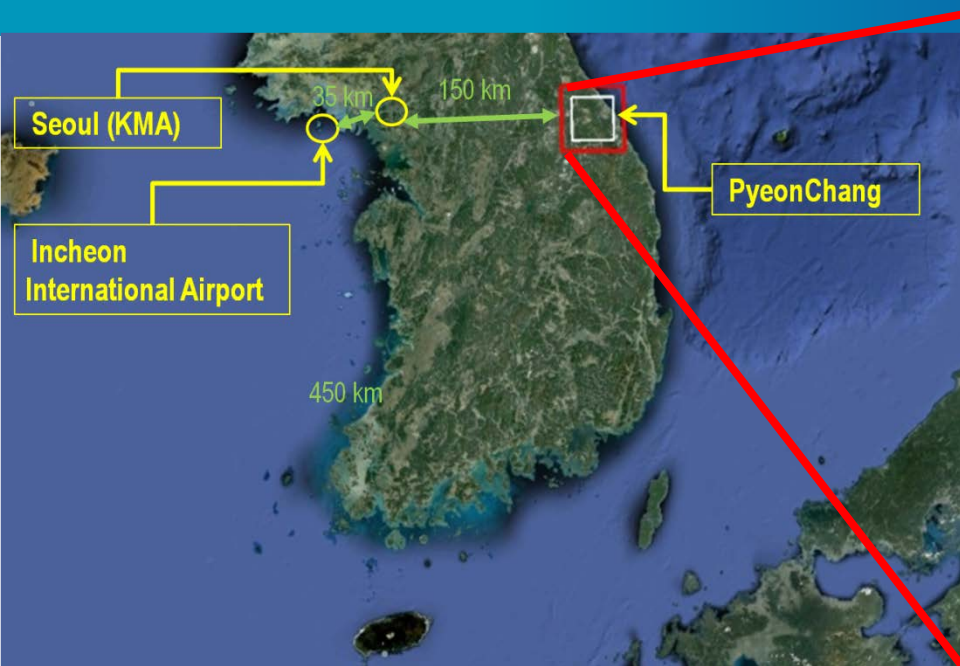 35 km
150 km
Seoul (KMA)
PyeonChang
Incheon
International Airport
450 km